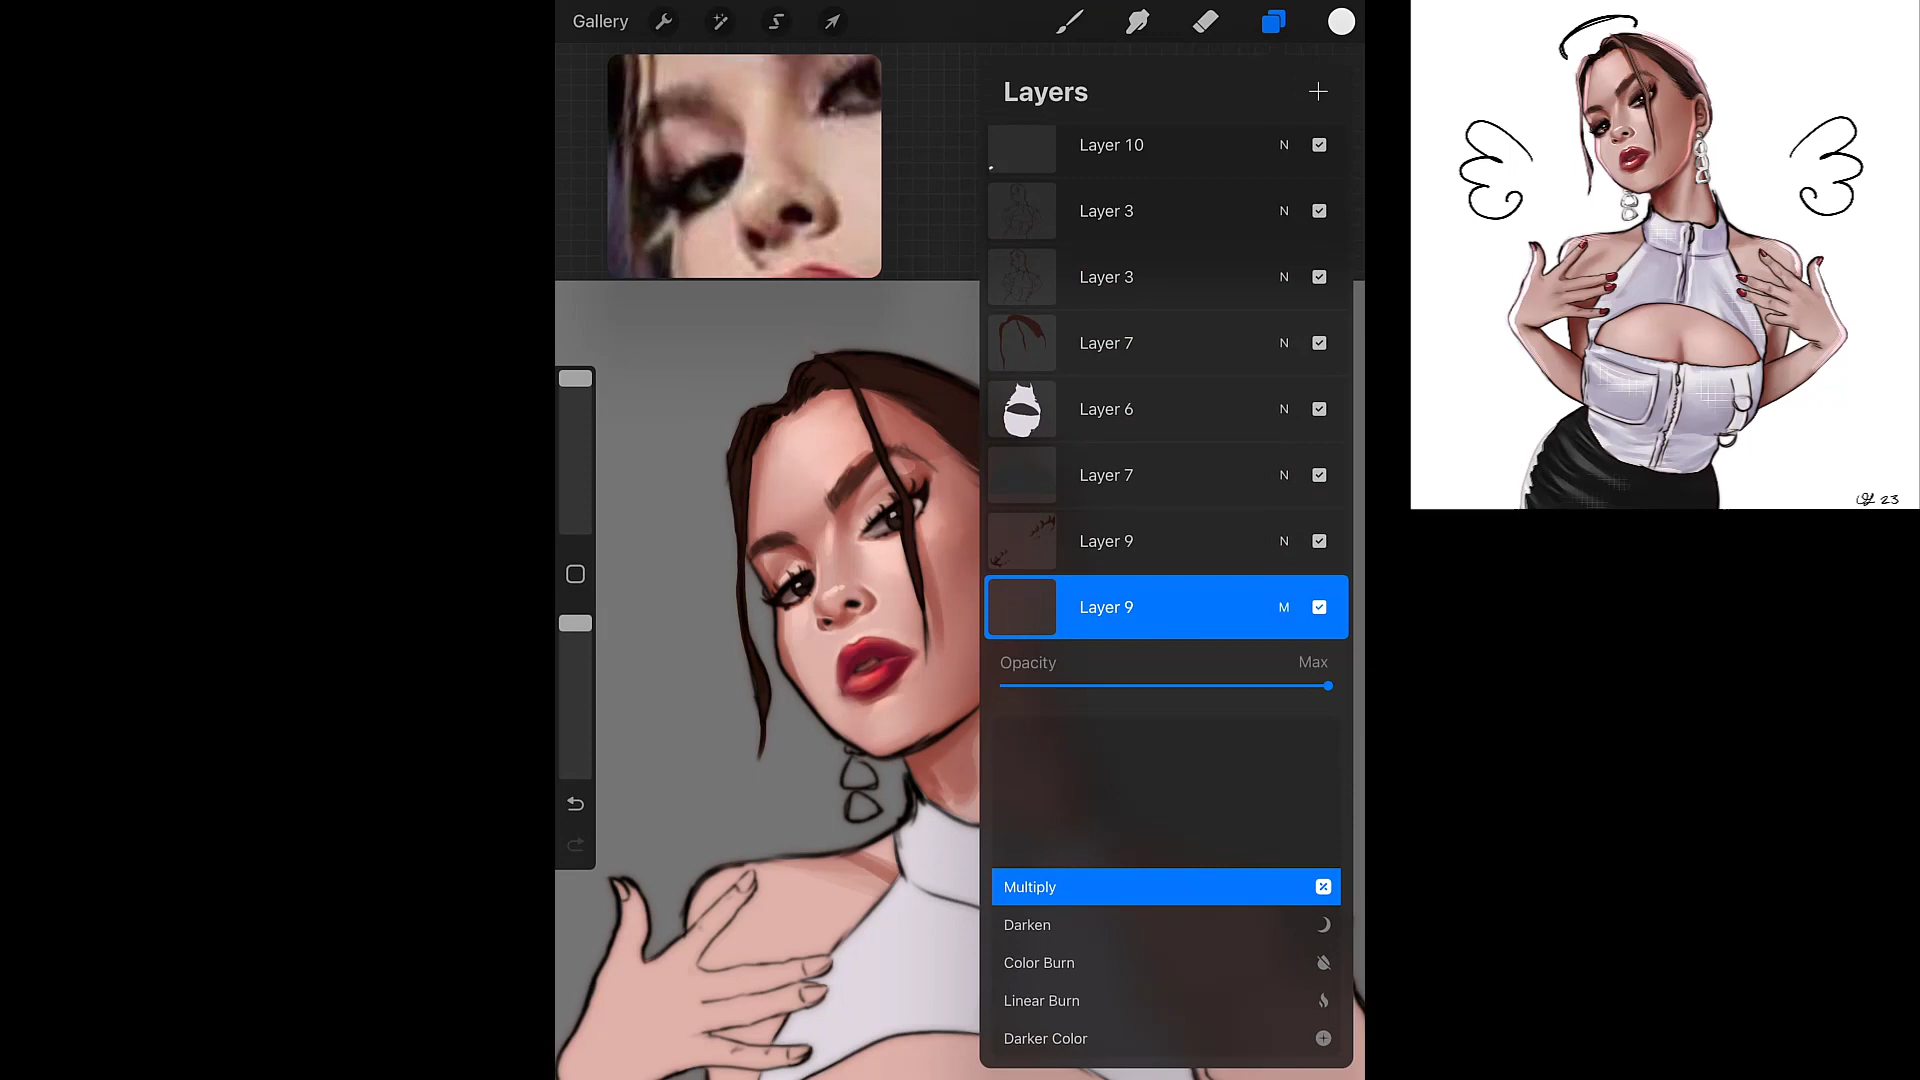 Gallery
Layers
Layer 10 N
Layer 3 N
Layer 3 N
Layer 7 N
Layer 6 N
Layer 7 N
Layer 9 N
Layer 9 M
Opacity Max
Multiply
Darken
Color Burn
Linear Burn
Darker Color
23